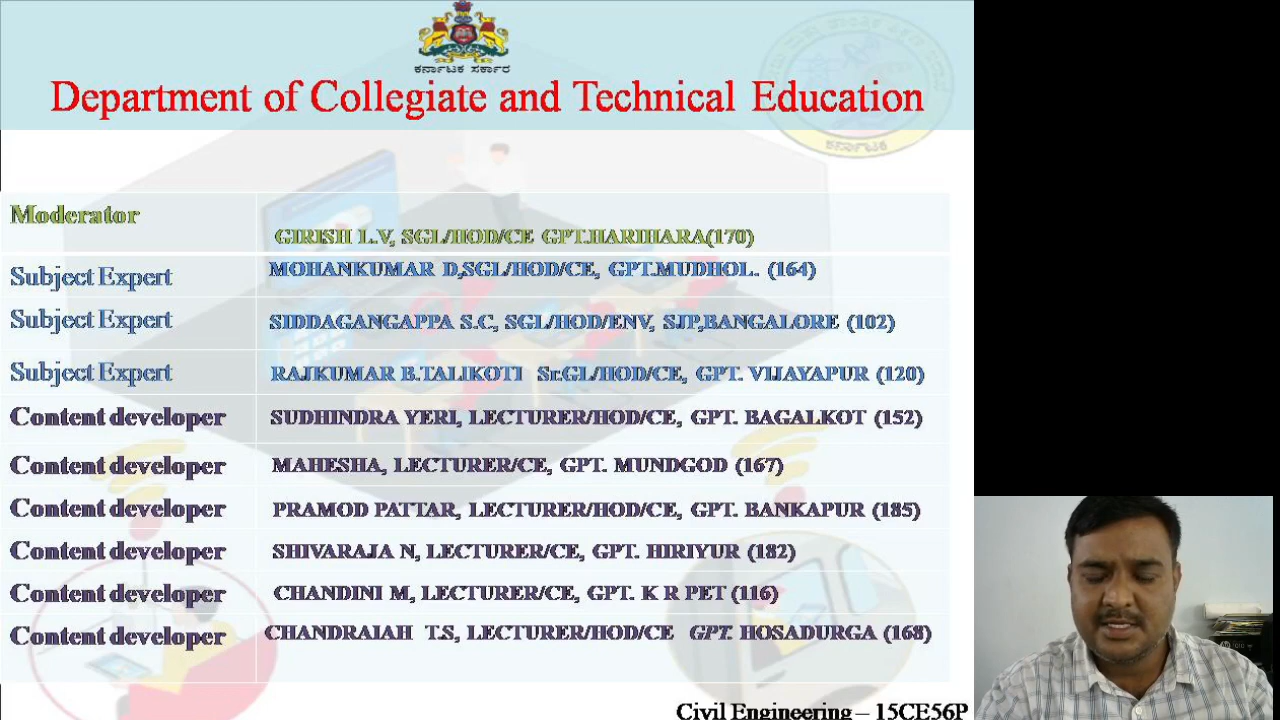 ಕರ್ನಾಟಕ ಸರ್ಕಾರ
Department of Collegiate and Technical Education
Moderator
GIRISH L.V, SGL/HOD/CE GPT.HARIHARA(170)
Subject Expert MOHANKUMAR D,SGL/HOD/CE, GPT.MUDHOL. (164)
Subject Expert SIDDAGANGAPPA S.C, SGL/HOD/ENV, SJP,BANGALORE (102)
Subject Expert RAJKUMAR B.TALIKOTI Sr.GL/HOD/CE, GPT. VIJAYAPUR (120)
Content developer SUDHINDRA YERI, LECTURER/HOD/CE, GPT. BAGALKOT (152)
Content developer MAHESHA, LECTURER/CE, GPT. MUNDGOD (167)
Content developer PRAMOD PATTAR, LECTURER/HOD/CE, GPT. BANKAPUR (185)
Content developer SHIVARAJA N, LECTURER/CE, GPT. HIRIYUR (182)
Content developer CHANDINI M, LECTURER/CE, GPT. K R PET (116)
Content developer CHANDRAIAH T.S, LECTURER/HOD/CE GPT. HOSADURGA (168)
Civil Engineering – 15CE56P